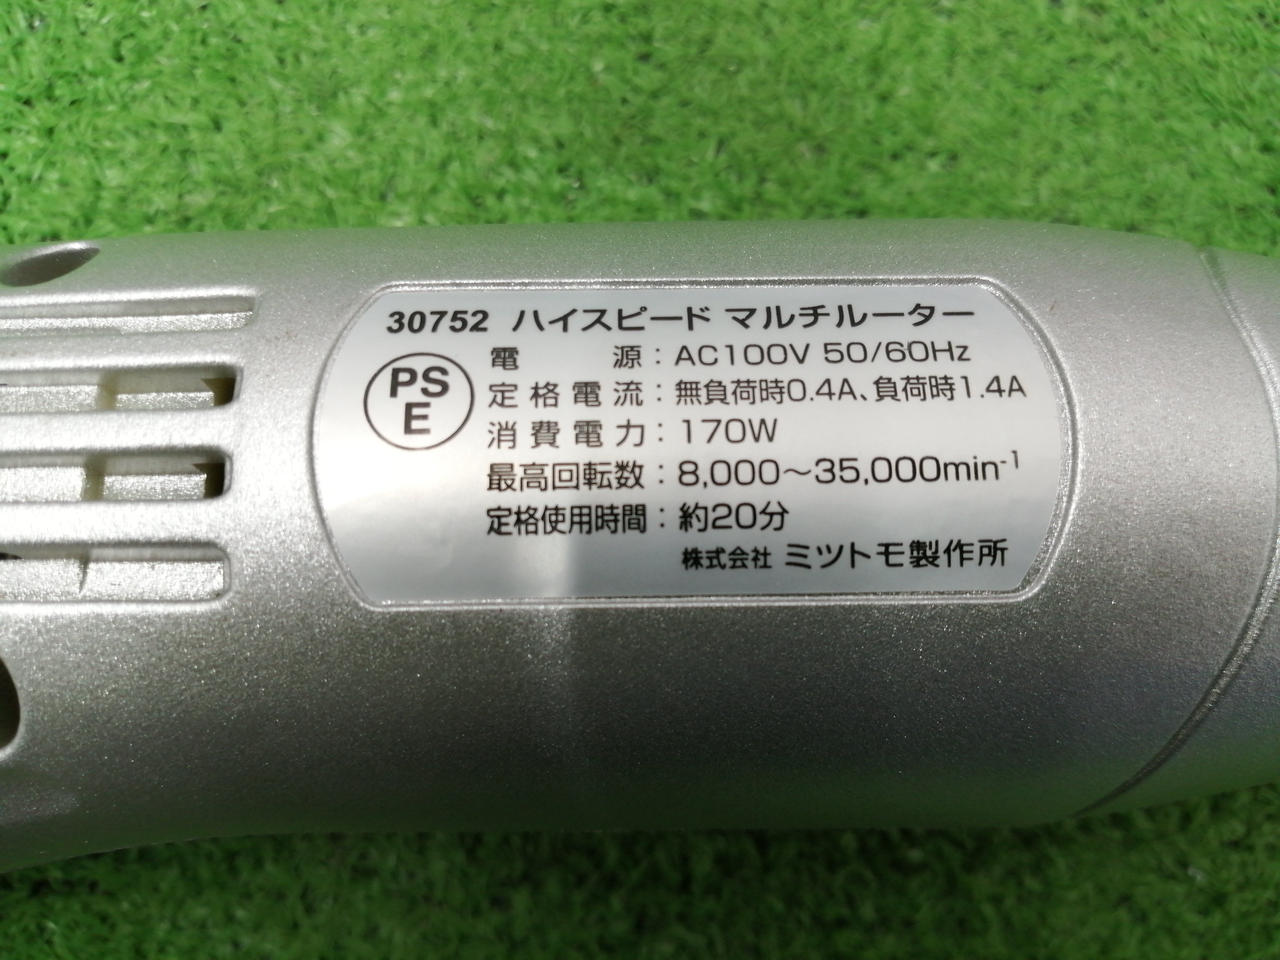 30752 ハイスピード マルチルーター
PS
E
電源：AC100V 50/60Hz
定格電流：無負荷時0.4A、負荷時1.4A
消費電力：170W
最高回転数：8,000〜35,000min⁻¹
定格使用時間：約20分
株式会社 ミツトモ製作所